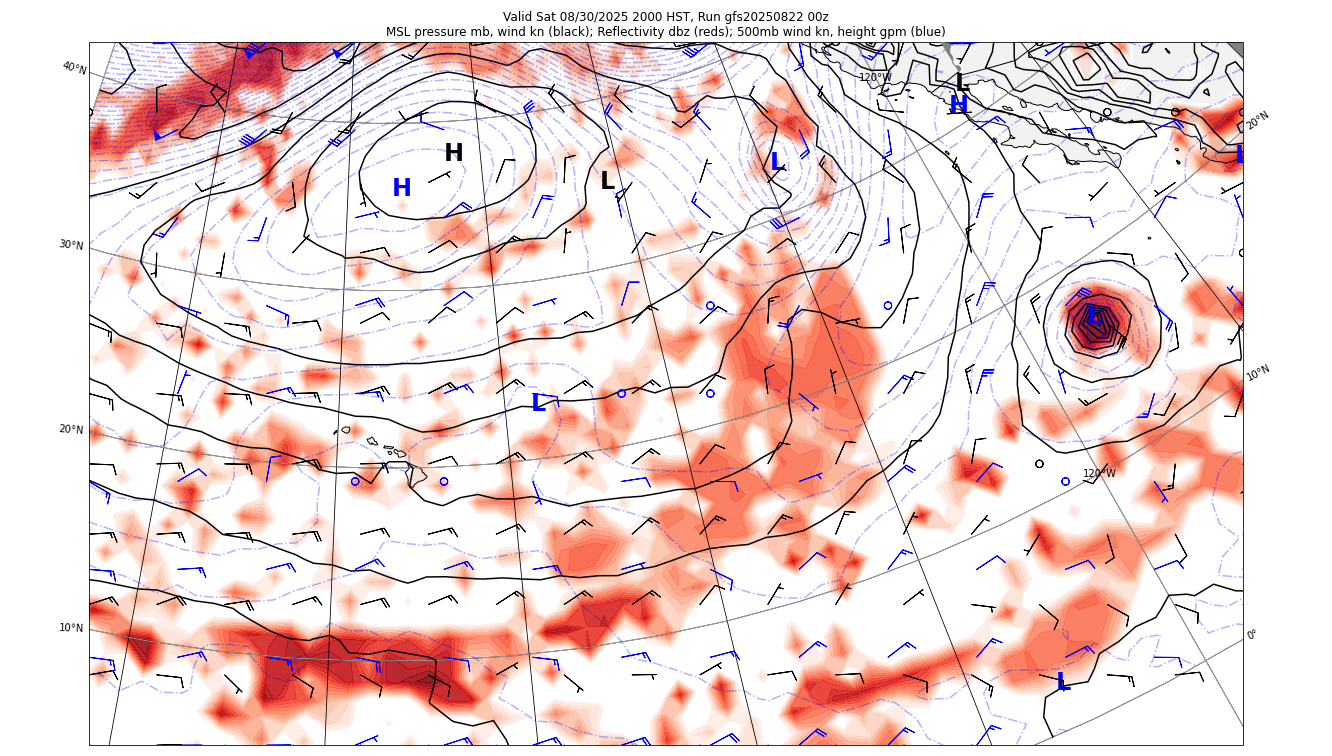 Valid Sat 08/30/2025 2000 HST, Run gfs20250822 00z
MSL pressure mb, wind kn (black); Reflectivity dbz (reds); 500mb wind kn, height gpm (blue)
40°N
120°W
L
H
20°N
H
L
L
H
L
30°N
L
10°N
L
20°N
120°W
10°N
0°
L